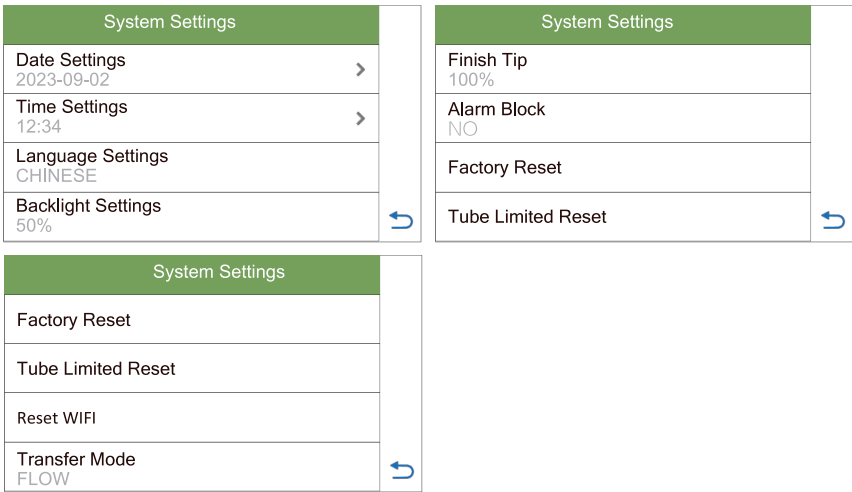 System Settings
Date Settings
2023-09-02
Time Settings
12:34
Language Settings
CHINESE
Backlight Settings
50%
System Settings
Finish Tip
100%
Alarm Block
NO
Factory Reset
Tube Limited Reset
System Settings
Factory Reset
Tube Limited Reset
Reset WIFI
Transfer Mode
FLOW